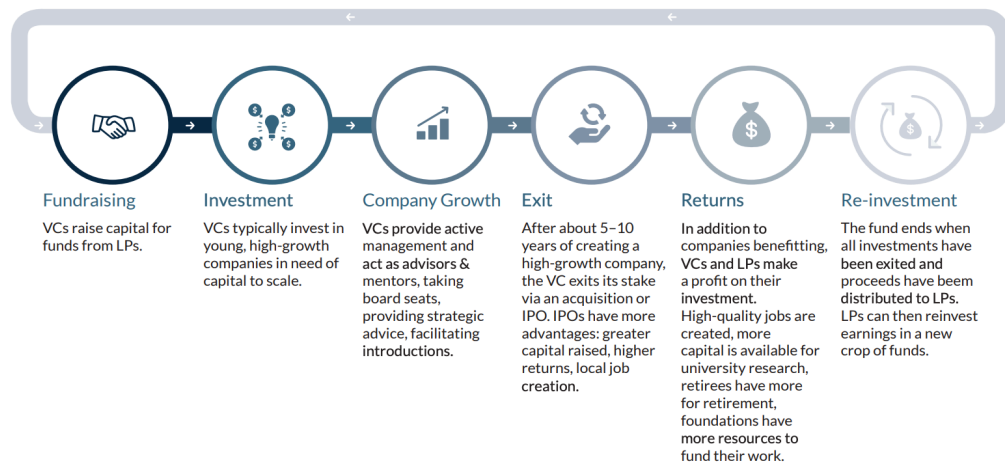 Fundraising
VCs raise capital for
funds from LPs.
Investment
VCs typically invest in
young, high-growth
companies in need of
capital to scale.
Company Growth
VCs provide active
management and
act as advisors &
mentors, taking
board seats,
providing strategic
advice, facilitating
introductions.
Exit
After about 5–10
years of creating a
high-growth company,
the VC exits its stake
via an acquisition or
IPO. IPOs have more
advantages: greater
capital raised, higher
returns, local job
creation.
Returns
In addition to
companies benefitting,
VCs and LPs make
a profit on their
investment.
High-quality jobs are
created, more
capital is available for
university research,
retirees have more
for retirement,
foundations have
more resources to
fund their work.
Re-investment
The fund ends when
all investments have
been exited and
proceeds have beem
distributed to LPs.
LPs can then reinvest
earnings in a new
crop of funds.